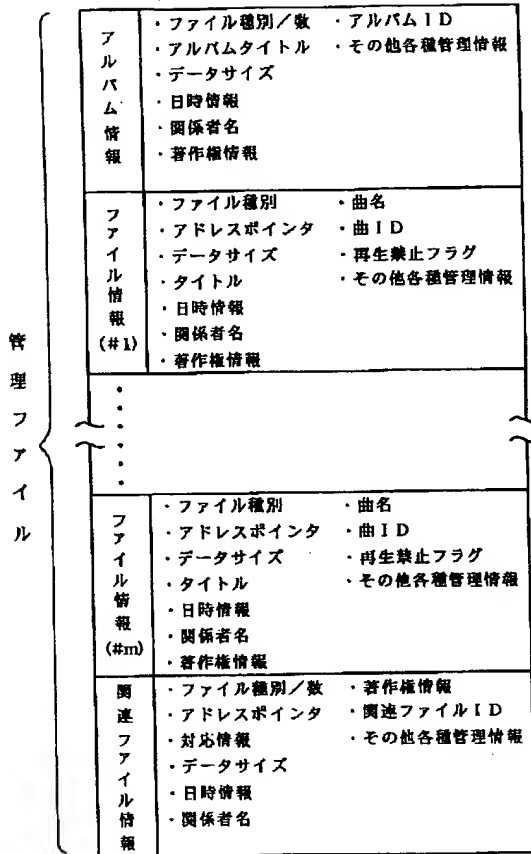 管理ファイル
アルバム情報
・ファイル種別／数
・アルバムタイトル
・データサイズ
・日時情報
・関係者名
・著作権情報
・アルバムＩＤ
・その他各種管理情報
ファイル情報
(#1)
・ファイル種別
・アドレスポインタ
・データサイズ
・タイトル
・日時情報
・関係者名
・著作権情報
・曲名
・曲ＩＤ
・再生禁止フラグ
・その他各種管理情報
ファイル情報
(#m)
・ファイル種別
・アドレスポインタ
・データサイズ
・タイトル
・日時情報
・関係者名
・著作権情報
・曲名
・曲ＩＤ
・再生禁止フラグ
・その他各種管理情報
関連ファイル情報
・ファイル種別／数
・アドレスポインタ
・対応情報
・データサイズ
・日時情報
・関係者名
・著作権情報
・関連ファイルＩＤ
・その他各種管理情報